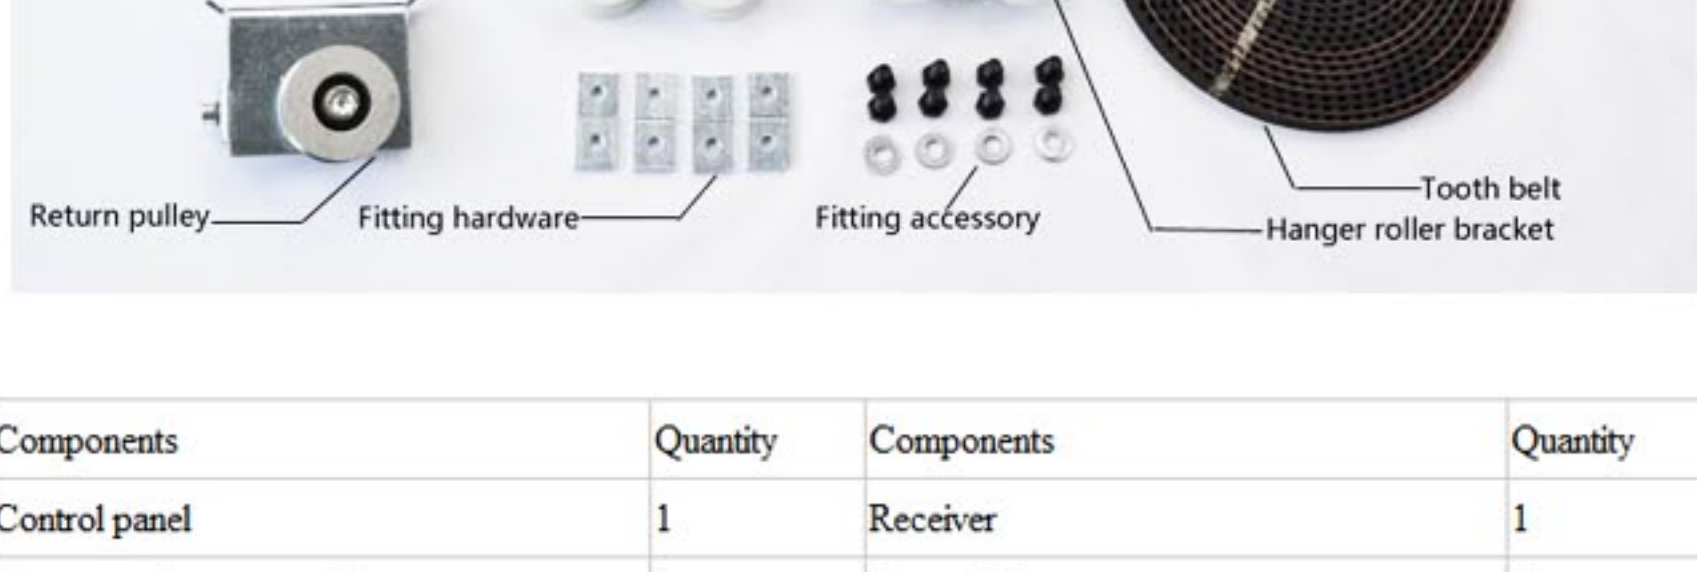 Tooth belt
Return pulley
Fitting hardware
Fitting accessory
Hanger roller bracket
Components Quantity Components Quantity
Control panel 1 Receiver 1